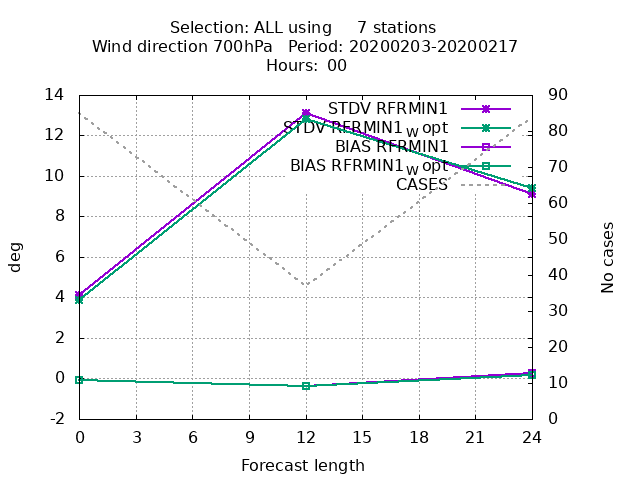 Selection: ALL using 7 stations
Wind direction 700hPa Period: 20200203-20200217
Hours: 00
14 90
STDV RFRMIN1
STDV RFRMIN1_w opt
BIAS RFRMIN1
BIAS RFRMIN1_w opt
CASES
12
10
8
6
4
2
0
-2
80
70
60
50
40
30
20
10
0
deg
No cases
0 3 6 9 12 15 18 21 24
Forecast length